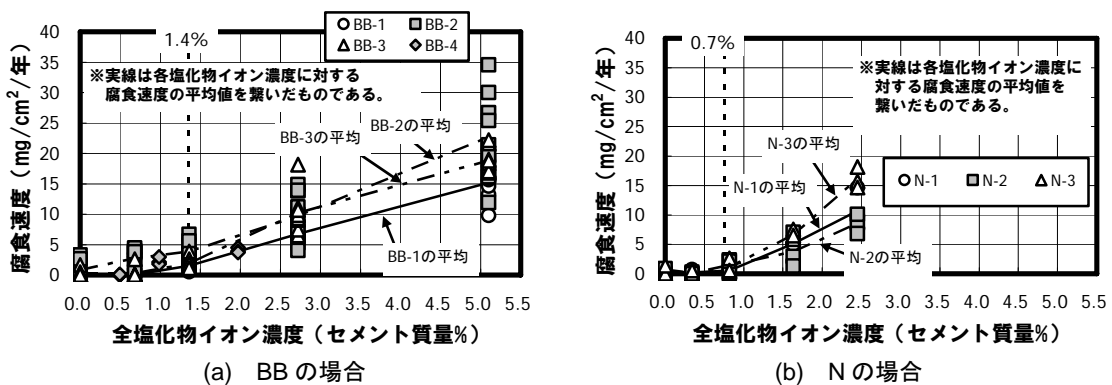 BB-1 BB-2
BB-3 BB-4
1.4%
※実線は各塩化物イオン濃度に対する
腐食速度の平均値を繋いだものである。
BB-2の平均
BB-3の平均
BB-1の平均
腐食速度（mg/cm²/年）
40
35
30
25
20
15
10
5
0
0.0 0.5 1.0 1.5 2.0 2.5 3.0 3.5 4.0 4.5 5.0 5.5
全塩化物イオン濃度（セメント質量%）
(a) BB の場合
0.7%
※実線は各塩化物イオン濃度に
対する腐食速度の平均値を
繋いだものである。
N-3の平均
N-1の平均
N-2の平均
N-1 N-2 N-3
腐食速度（mg/cm²/年）
40
35
30
25
20
15
10
5
0
0.0 0.5 1.0 1.5 2.0 2.5 3.0 3.5 4.0 4.5 5.0 5.5
全塩化物イオン濃度（セメント質量%）
(b) N の場合